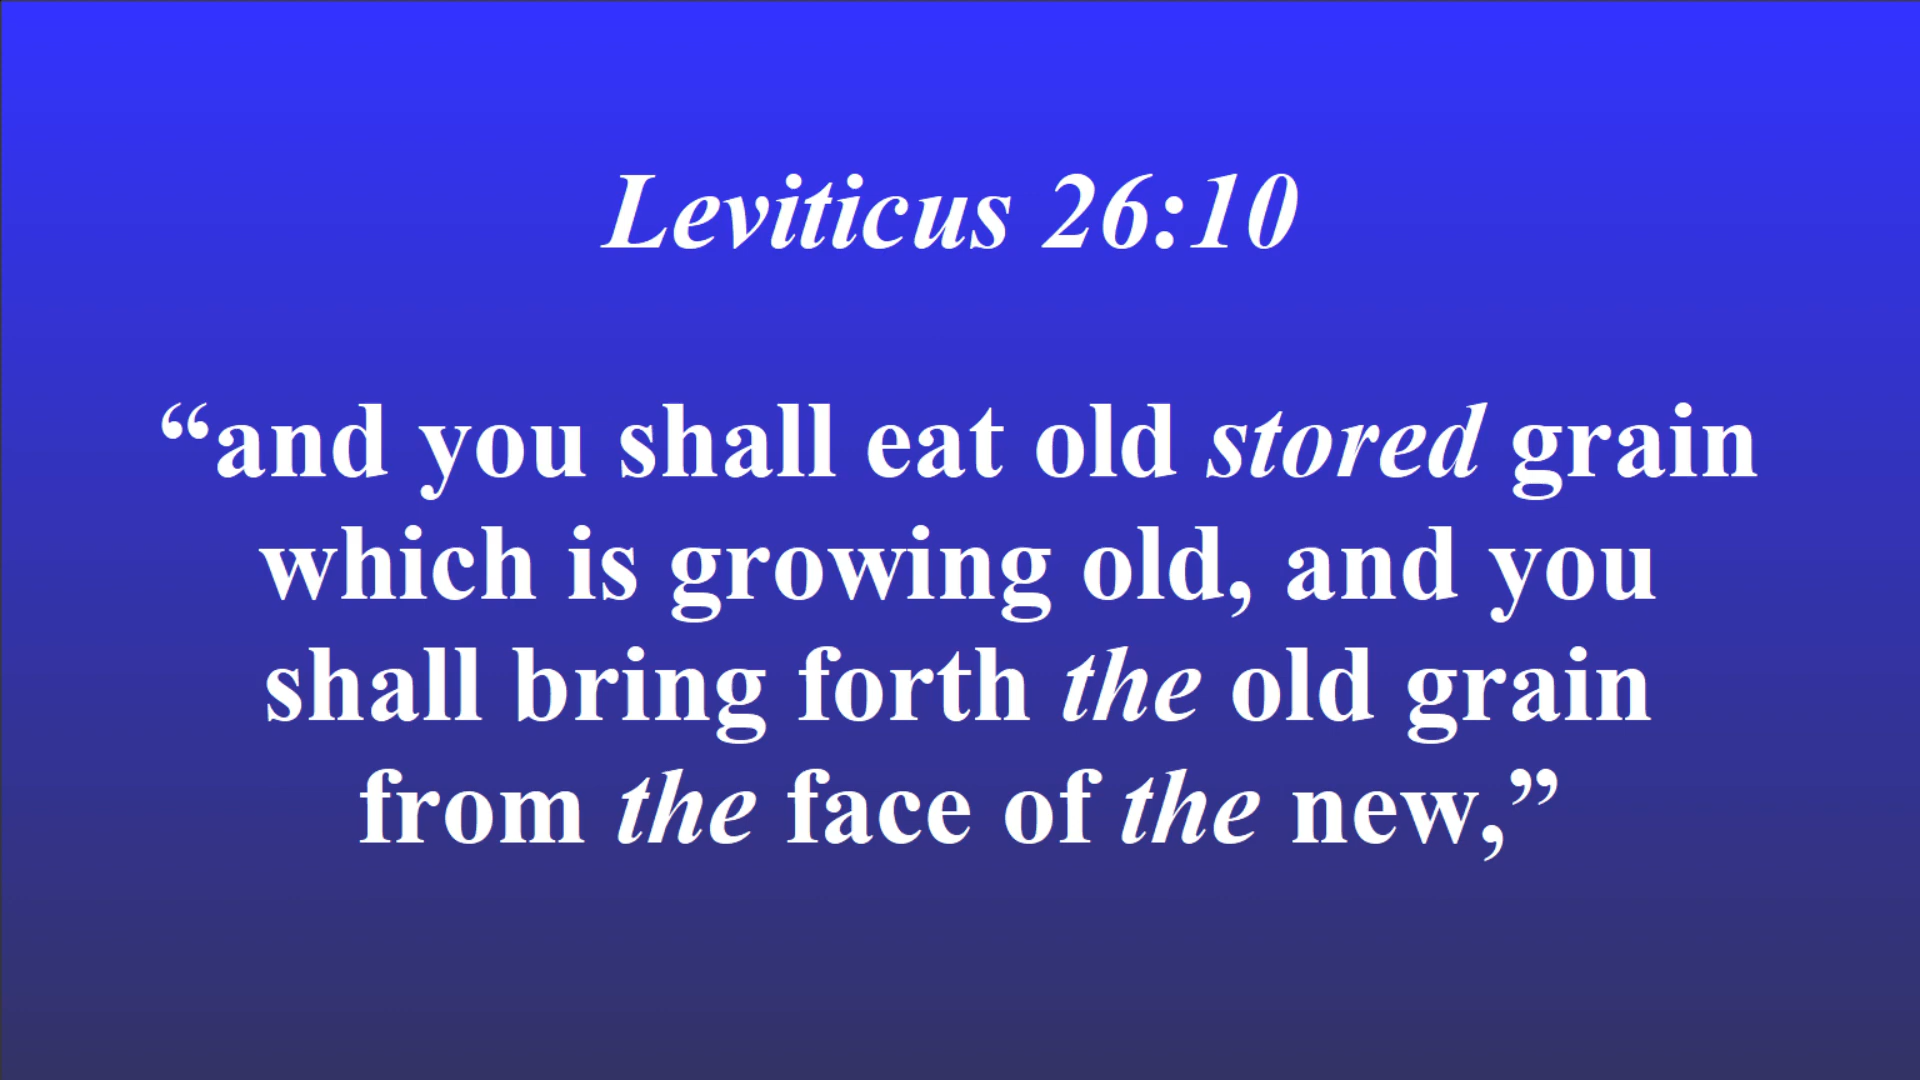 Leviticus 26:10
“and you shall eat old stored grain
which is growing old, and you
shall bring forth the old grain
from the face of the new,”